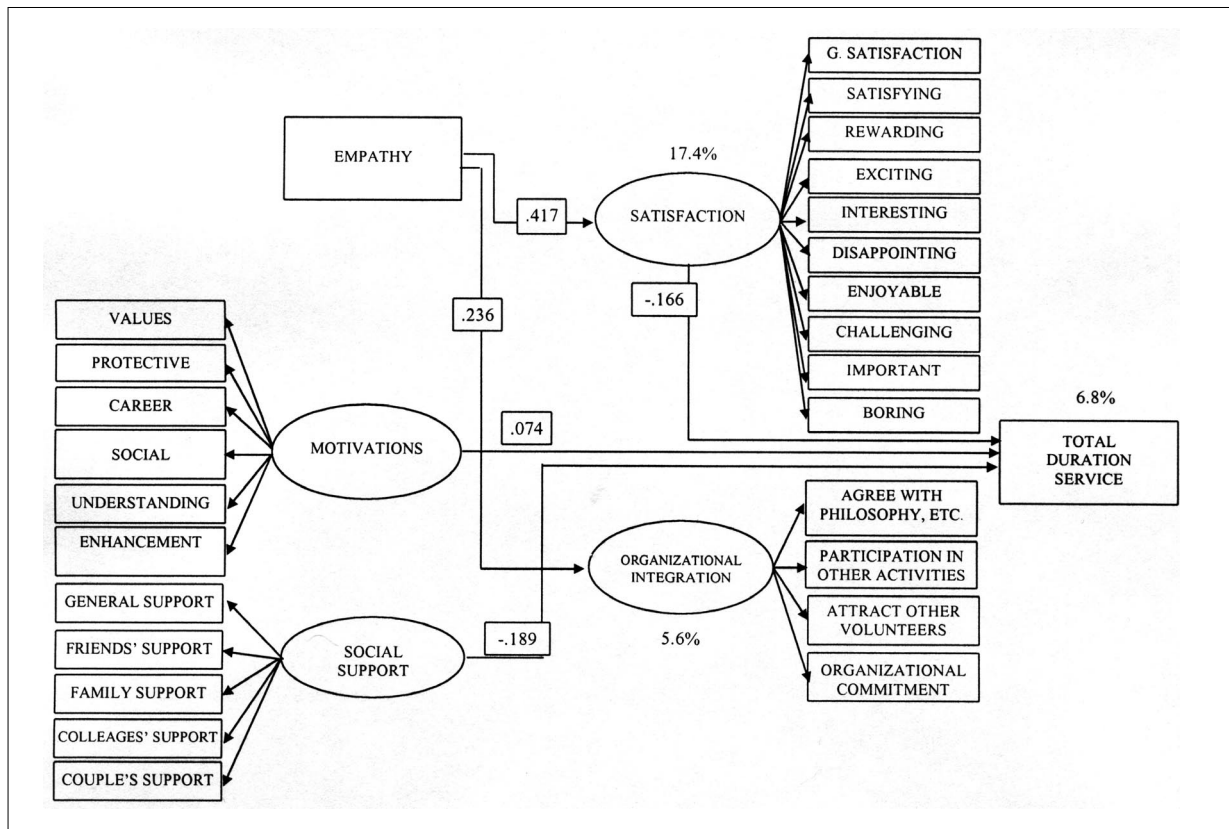 G. SATISFACTION
SATISFYING
REWARDING
EXCITING
INTERESTING
DISAPPOINTING
ENJOYABLE
CHALLENGING
IMPORTANT
BORING
EMPATHY
17.4%
SATISFACTION
.417
-.166
.236
VALUES
PROTECTIVE
CAREER
SOCIAL
UNDERSTANDING
ENHANCEMENT
MOTIVATIONS
.074
6.8%
TOTAL
DURATION
SERVICE
GENERAL SUPPORT
FRIENDS' SUPPORT
FAMILY SUPPORT
COLLEAGES' SUPPORT
COUPLE'S SUPPORT
SOCIAL
SUPPORT
-.189
ORGANIZATIONAL
INTEGRATION
5.6%
AGREE WITH
PHILOSOPHY, ETC.
PARTICIPATION IN
OTHER ACTIVITIES
ATTRACT OTHER
VOLUNTEERS
ORGANIZATIONAL
COMMITMENT